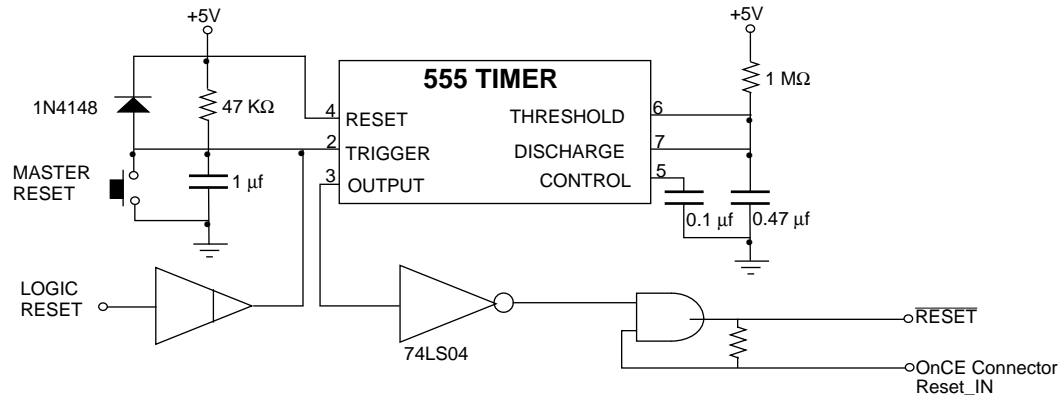 +5V
+5V
555 TIMER
1 MΩ
1N4148
47 KΩ
4
RESET
THRESHOLD
6
2
TRIGGER
DISCHARGE
7
MASTER
RESET
1 μf
3
OUTPUT
CONTROL
5
0.1 μf
0.47 μf
LOGIC
RESET
74LS04
RESET
OnCE Connector
Reset_IN